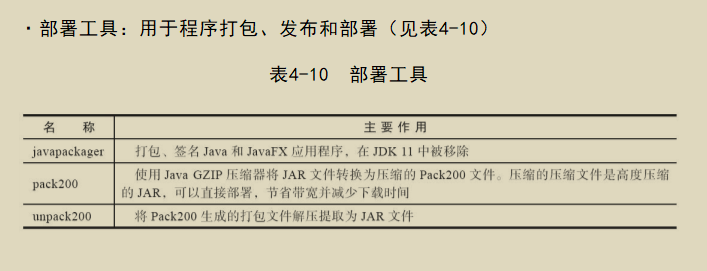 ·部署工具：用于程序打包、发布和部署（见表4-10）
表4-10 部署工具
名 称 主 要 作 用
javapackager 打包、签名 Java 和 JavaFX 应用程序，在 JDK 11 中被移除
pack200 使用 Java GZIP 压缩器将 JAR 文件转换为压缩的 Pack200 文件。压缩的压缩文件是高度压缩
的 JAR，可以直接部署，节省带宽并减少下载时间
unpack200 将 Pack200 生成的打包文件解压提取为 JAR 文件